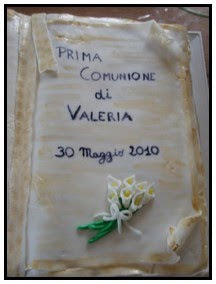 PRIMA
COMUNIONE
di
VALERIA
30 Maggio 2010